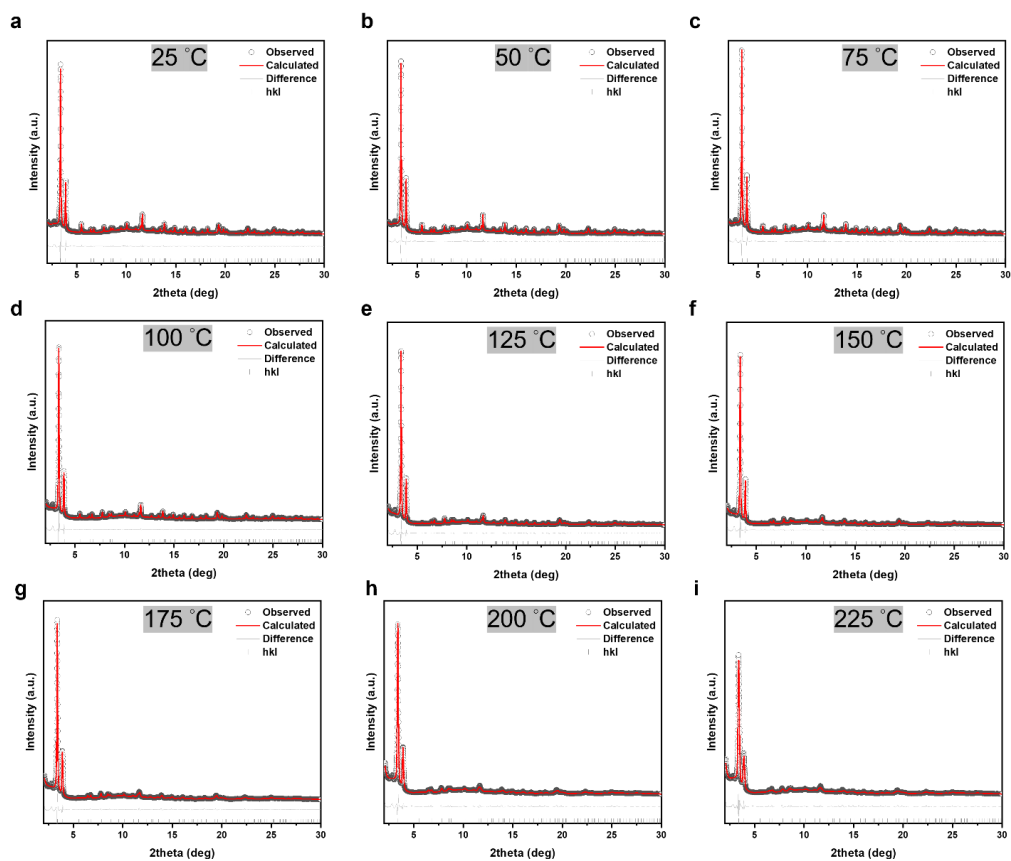 a
25 °C
Observed
Calculated
Difference
hkl
Intensity (a.u.)
5 10 15 20 25 30
2theta (deg)
b
50 °C
Observed
Calculated
Difference
hkl
Intensity (a.u.)
5 10 15 20 25 30
2theta (deg)
c
75 °C
Observed
Calculated
Difference
hkl
Intensity (a.u.)
5 10 15 20 25 30
2theta (deg)
d
100 °C
Observed
Calculated
Difference
hkl
Intensity (a.u.)
5 10 15 20 25 30
2theta (deg)
e
125 °C
Observed
Calculated
Difference
hkl
Intensity (a.u.)
5 10 15 20 25 30
2theta (deg)
f
150 °C
Observed
Calculated
Difference
hkl
Intensity (a.u.)
5 10 15 20 25 30
2theta (deg)
g
175 °C
Observed
Calculated
Difference
hkl
Intensity (a.u.)
5 10 15 20 25 30
2theta (deg)
h
200 °C
Observed
Calculated
Difference
hkl
Intensity (a.u.)
5 10 15 20 25 30
2theta (deg)
i
225 °C
Observed
Calculated
Difference
hkl
Intensity (a.u.)
5 10 15 20 25 30
2theta (deg)